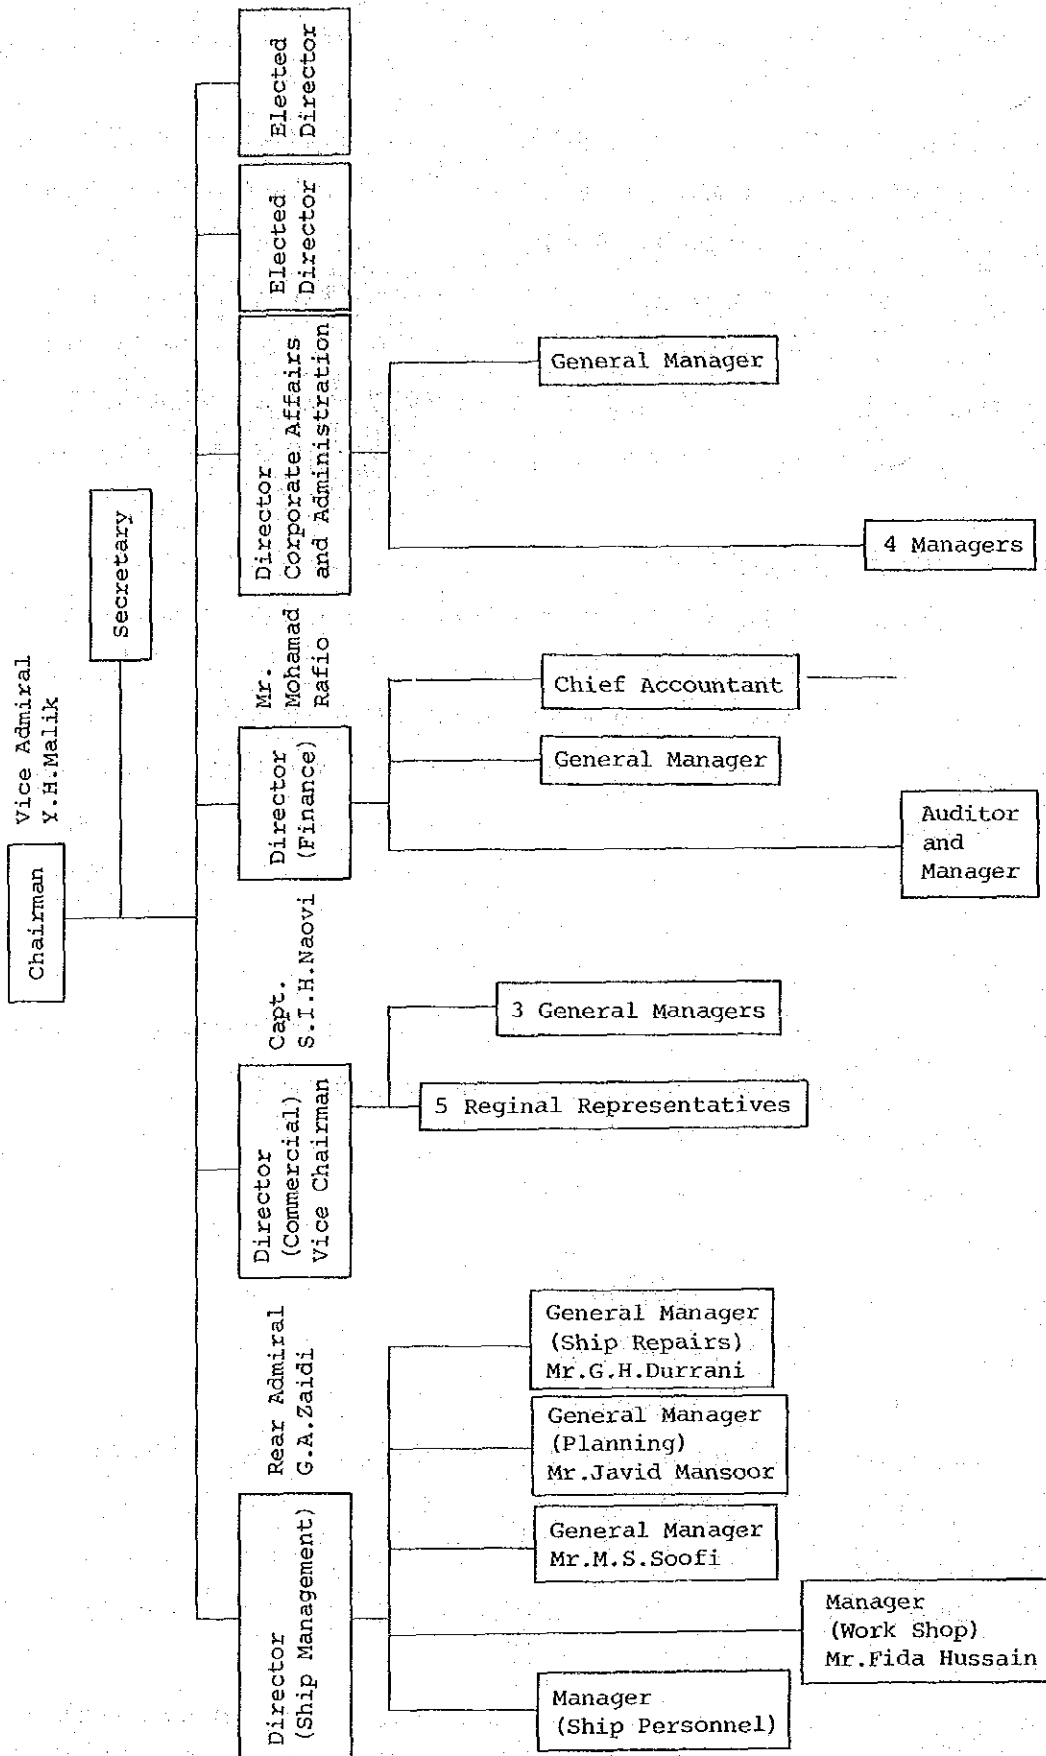 Vice Admiral
Y.H.Malik
Chairman
Secretary
Rear Admiral
G.A.Zaidi
Director
(Ship Management)
Capt.
S.I.H.Naovi
Director
(Commercial)
Vice Chairman
Mr.
Mohamad
Rafio
Director
(Finance)
Director
Corporate Affairs
and Administration
Elected
Director
Elected
Director
Manager
(Ship Personnel)
Manager
(Work Shop)
Mr.Fida Hussain
General Manager
Mr.M.S.Soofi
General Manager
(Planning)
Mr.Javid Mansoor
General Manager
(Ship Repairs)
Mr.G.H.Durrani
5 Reginal Representatives
3 General Managers
Auditor
and
Manager
General Manager
Chief Accountant
4 Managers
General Manager